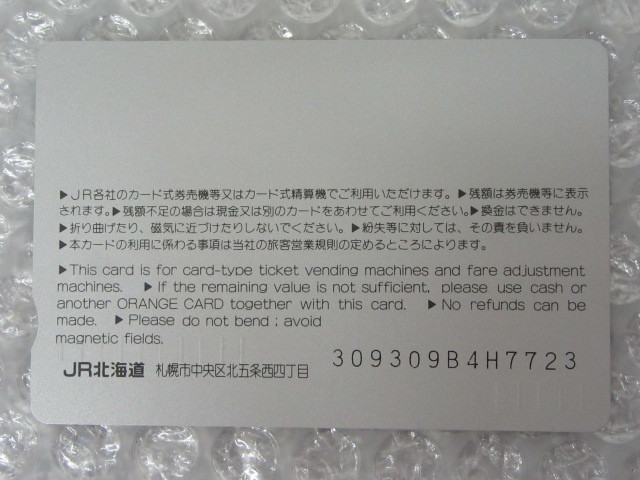 ▶JR各社のカード式券売機等又はカード式精算機でご利用いただけます。▶残額は券売機等に表示
されます。▶残額不足の場合は現金又は別のカードをあわせてご利用ください。▶換金はできません。
▶折り曲げたり、磁気に近づけたりしないでください。▶紛失等に対しては、その責を負いません。
▶本カードの利用に係わる事項は当社の旅客営業規則の定めるところによります。
▶This card is for card-type ticket vending machines and fare adjustment
machines. ▶If the remaining value is not sufficient, please use cash or
another ORANGE CARD together with this card. ▶No refunds can be
made. ▶Please do not bend; avoid
magnetic fields.
JR北海道 札幌市中央区北五条西四丁目 309309B4H7723